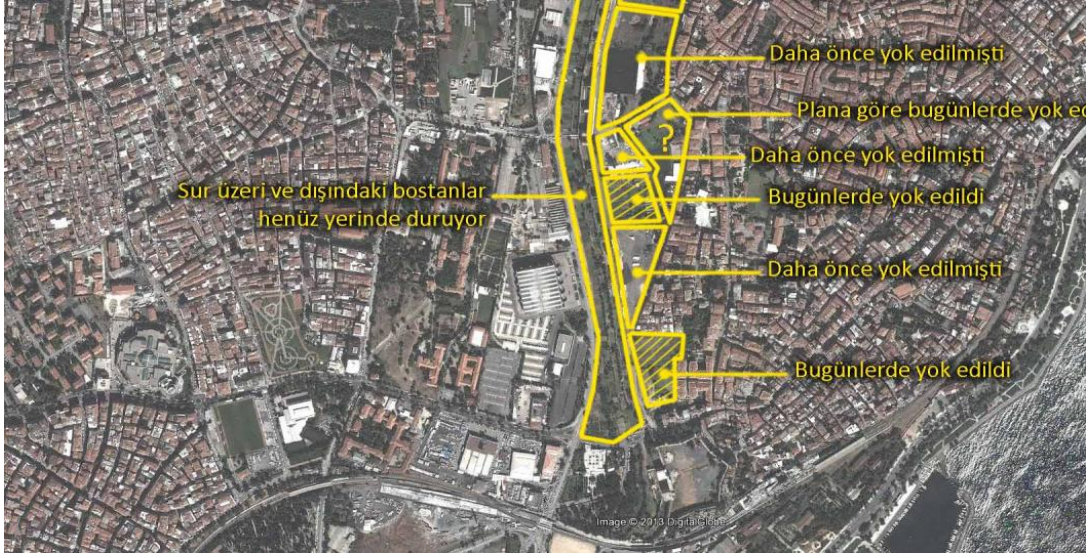 Daha önce yok edilmişti
Plana göre bugünlerde yok ed
Daha önce yok edilmişti
Sur üzeri ve dışındaki bostanlar
henüz yerinde duruyor
Bugünlerde yok edildi
Daha önce yok edilmişti
Bugünlerde yok edildi
?
Image © 2013 DigitalGlobe